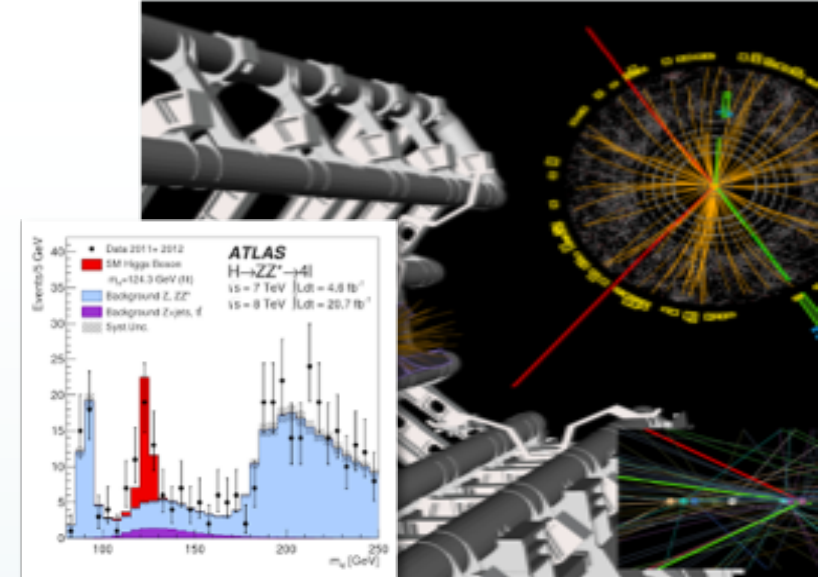 Events/5 GeV
40
35
30
25
20
15
10
5
0
Data 2011+ 2012
SM Higgs Boson
m_H=124.3 GeV (fit)
Background Z, ZZ*
Background Z+jets, tt̄
Syst.Unc.
ATLAS
H→ZZ*→4l
√s = 7 TeV ∫Ldt = 4.6 fb⁻¹
√s = 8 TeV ∫Ldt = 20.7 fb⁻¹
100 150 200 250
m_4l [GeV]